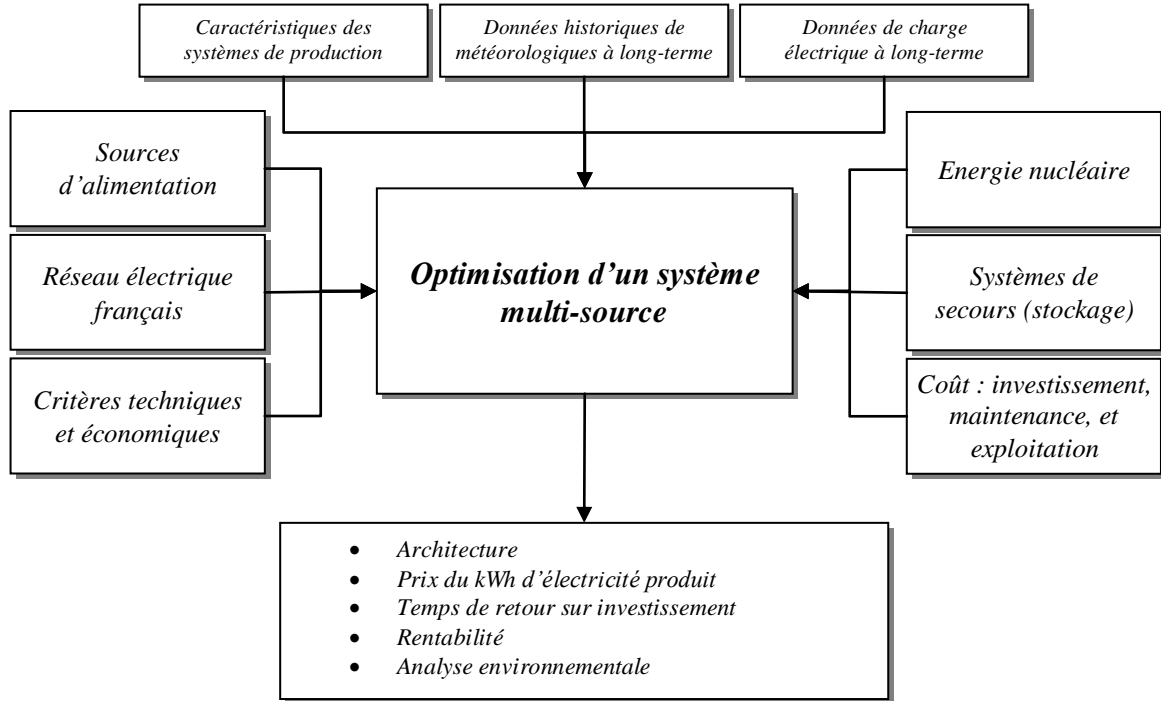 Caractéristiques des
systèmes de production
Données historiques de
météorologiques à long-terme
Données de charge
électrique à long-terme
Sources
d’alimentation
Réseau électrique
français
Critères techniques
et économiques
Optimisation d’un système
multi-source
Energie nucléaire
Systèmes de
secours (stockage)
Coût : investissement,
maintenance, et
exploitation
• Architecture
• Prix du kWh d’électricité produit
• Temps de retour sur investissement
• Rentabilité
• Analyse environnementale